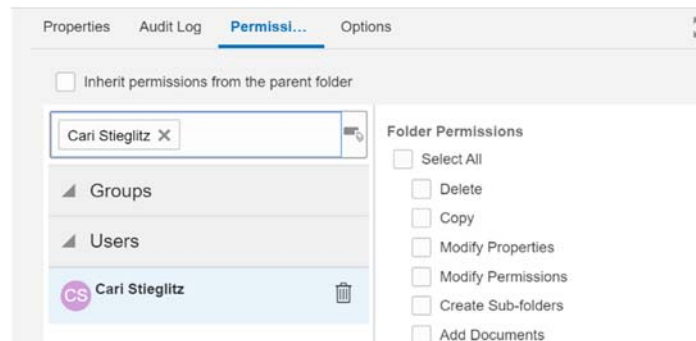 Properties Audit Log Permissi... Options
Inherit permissions from the parent folder
Cari Stieglitz
Groups
Users
CS Cari Stieglitz
Folder Permissions
Select All
Delete
Copy
Modify Properties
Modify Permissions
Create Sub-folders
Add Documents